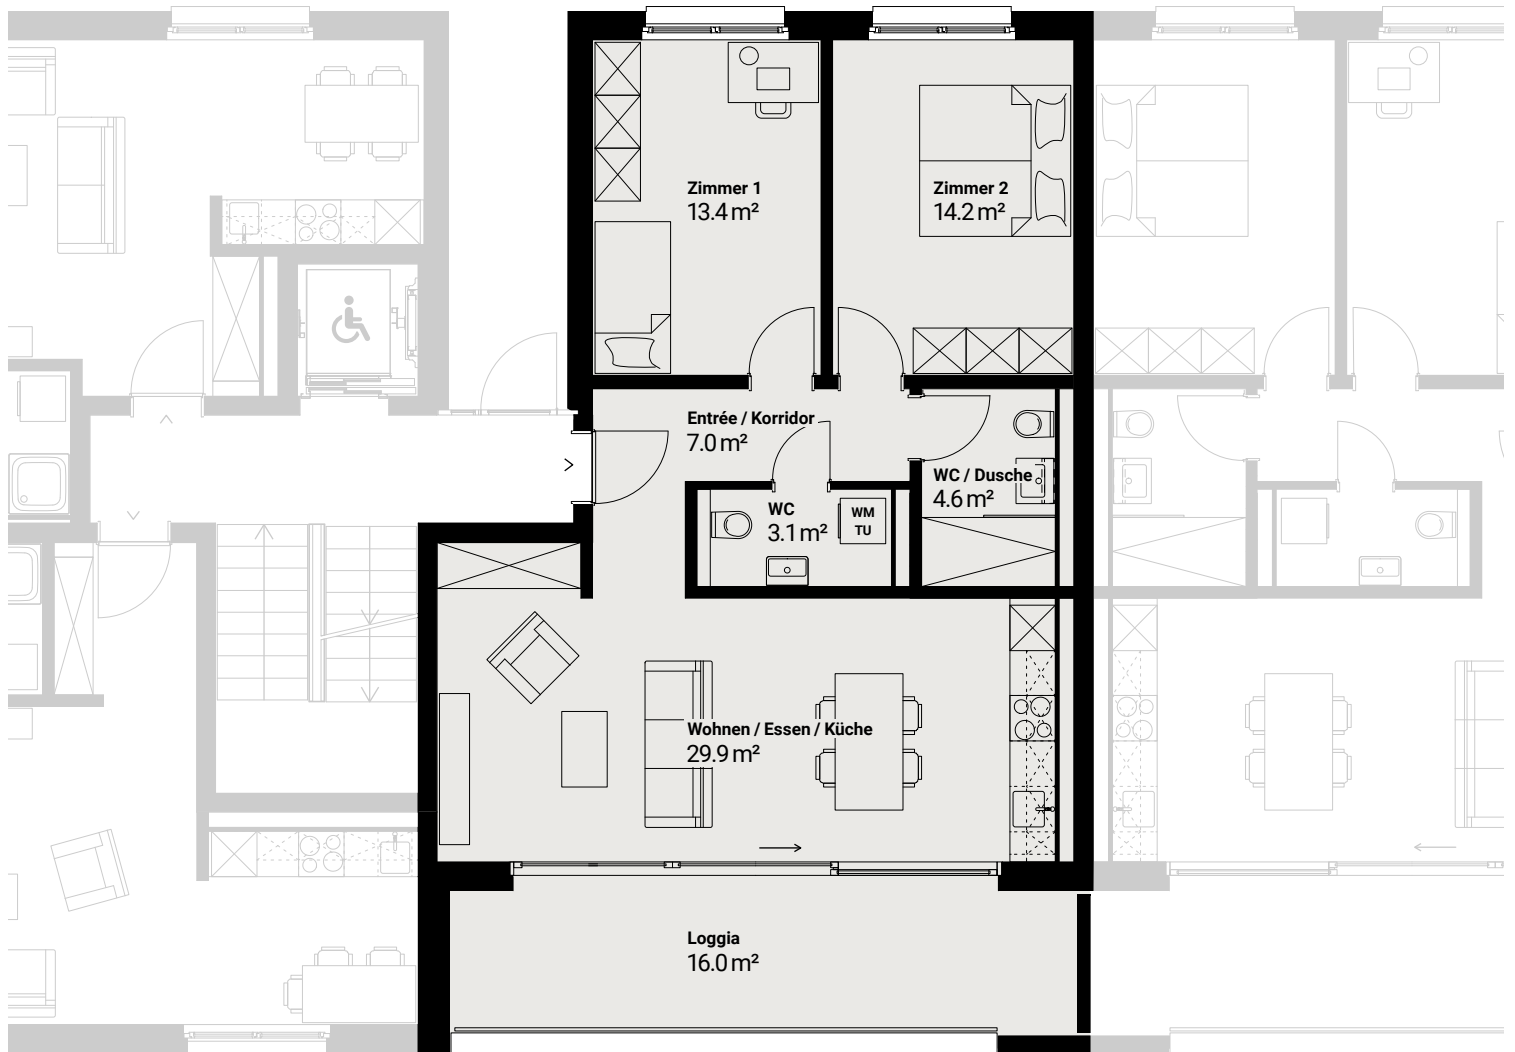 Zimmer 1
13.4 m²
Zimmer 2
14.2 m²
Entrée / Korridor
7.0 m²
WC / Dusche
4.6 m²
WC
3.1 m²
WM
TU
Wohnen / Essen / Küche
29.9 m²
Loggia
16.0 m²